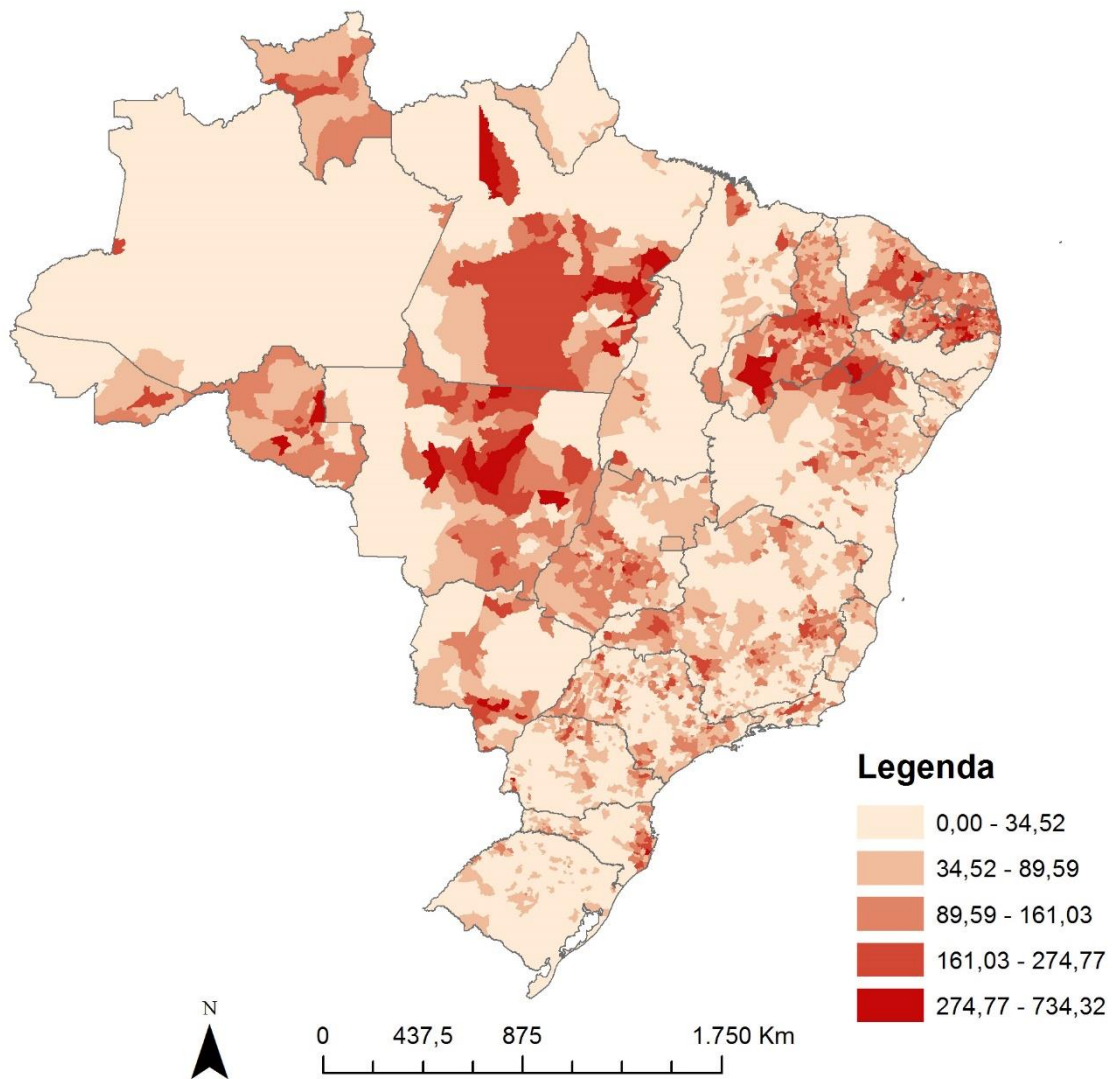 Legenda
0,00 - 34,52
34,52 - 89,59
89,59 - 161,03
161,03 - 274,77
274,77 - 734,32
N
0 437,5 875 1.750 Km